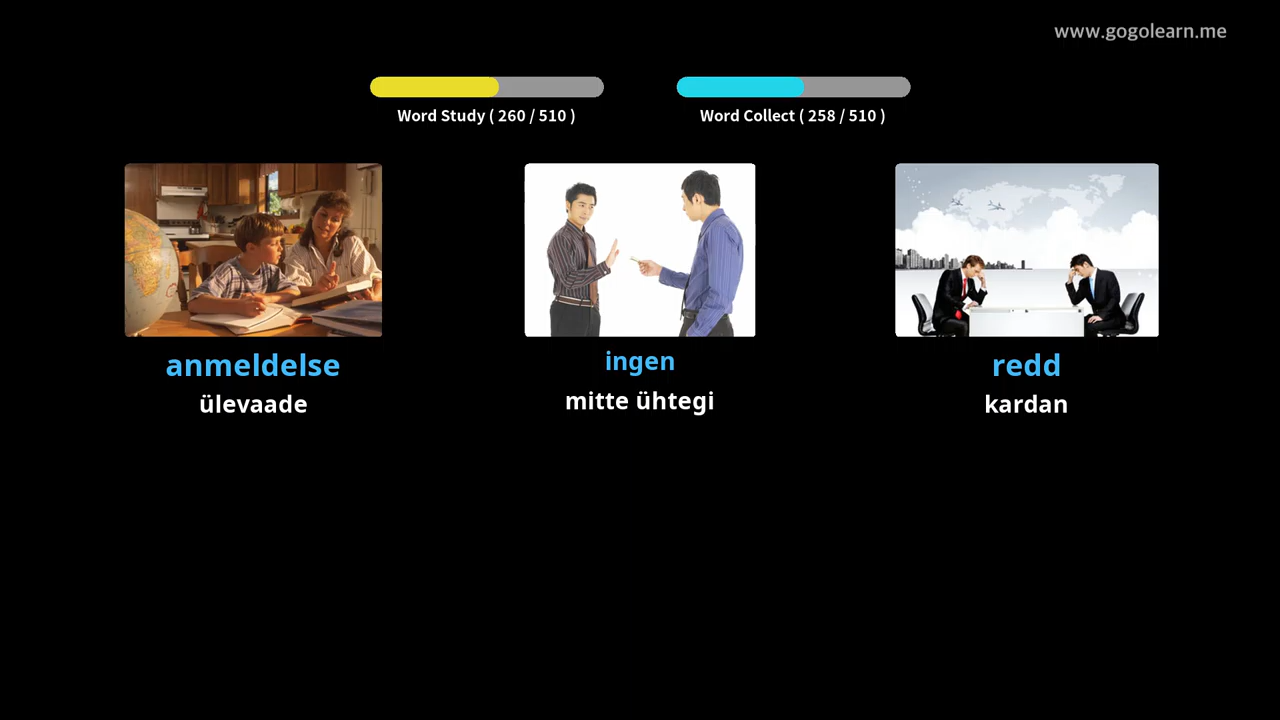 www.gogolearn.me
Word Study ( 260 / 510 )
Word Collect ( 258 / 510 )
anmeldelse
ülevaade
ingen
mitte ühtegi
redd
kardan